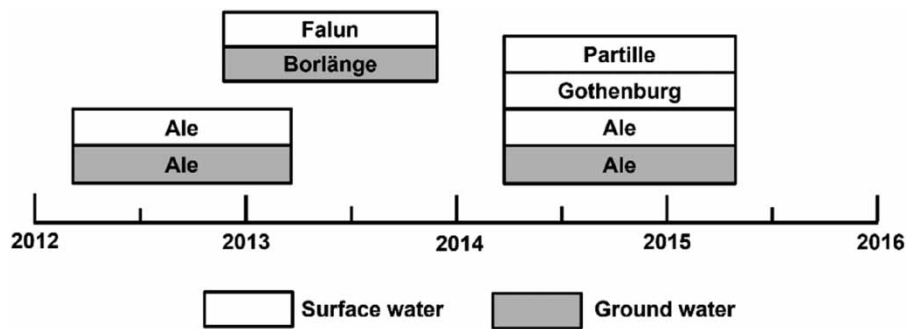 Falun
Borlänge
Partille
Gothenburg
Ale
Ale
Ale
Ale
2012 2013 2014 2015 2016
Surface water Ground water